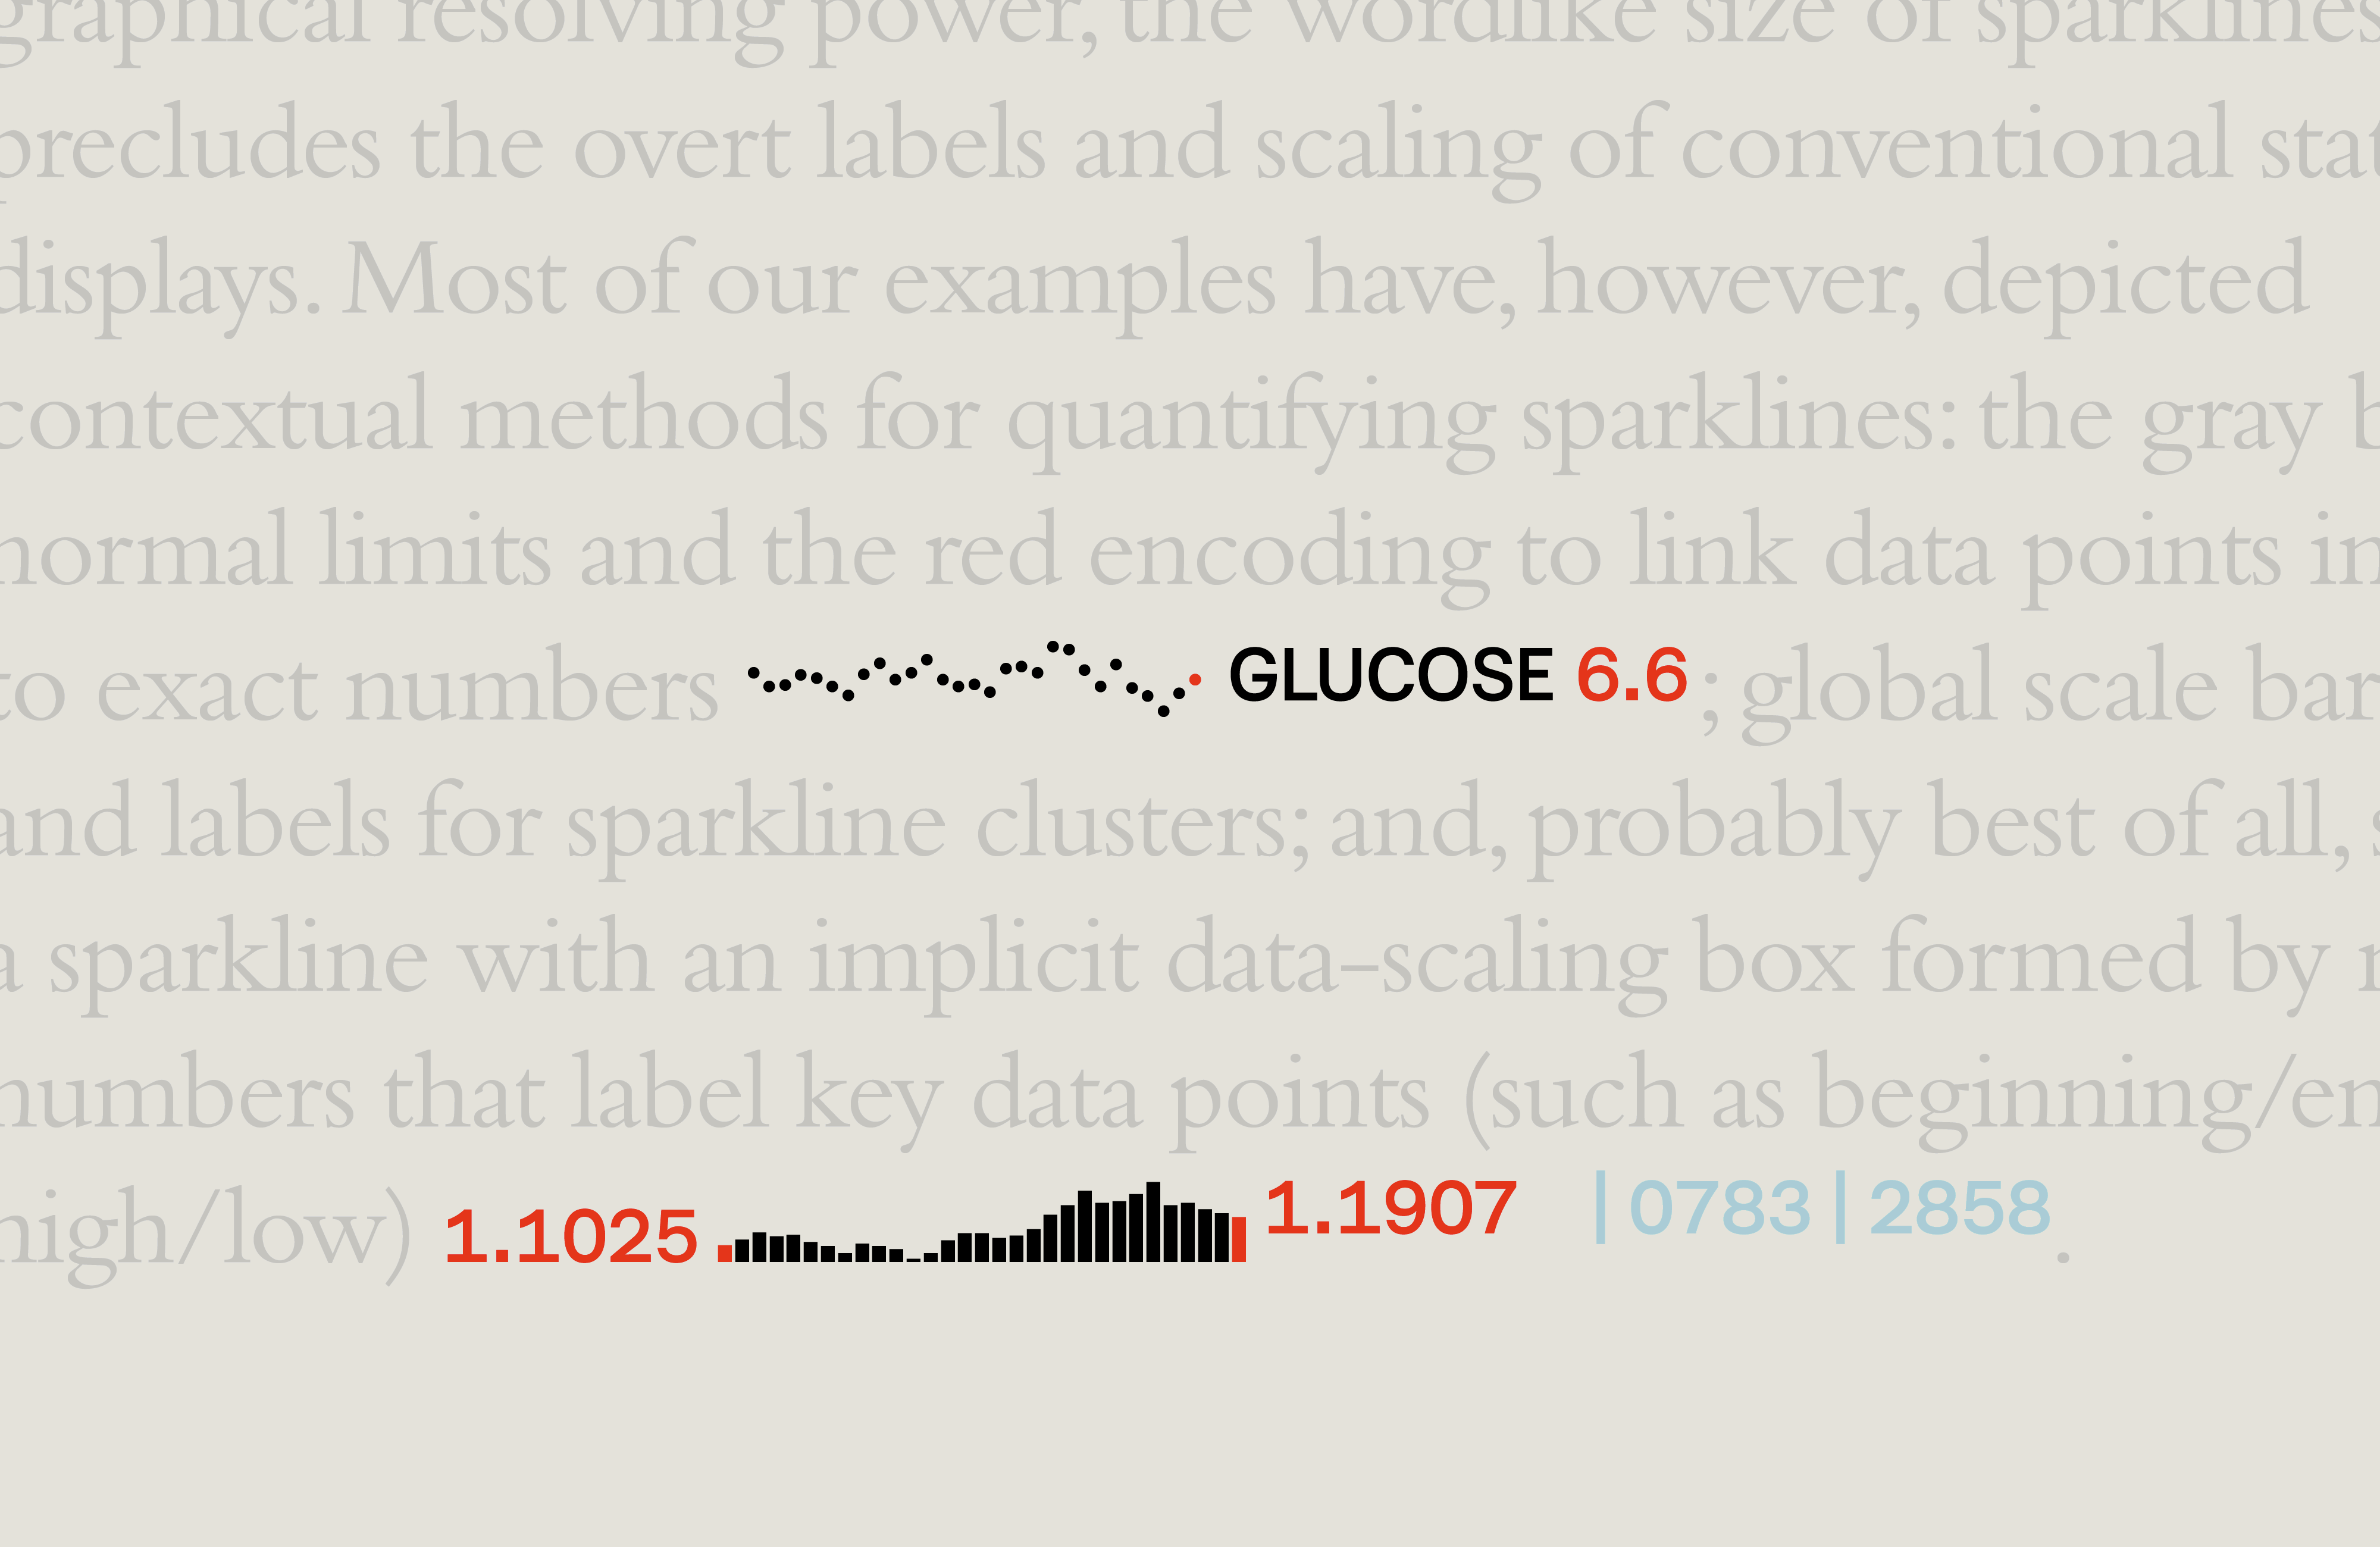 graphical resolving power, the wordlike size of sparklines
precludes the overt labels and scaling of conventional stat
displays. Most of our examples have, however, depicted
contextual methods for quantifying sparklines: the gray b
normal limits and the red encoding to link data points in
to exact numbers GLUCOSE 6.6 ; global scale bar
and labels for sparkline clusters; and, probably best of all, s
a sparkline with an implicit data-scaling box formed by n
numbers that label key data points (such as beginning/en
high/low) 1.1025 1.1907 | 0783 | 2858 .